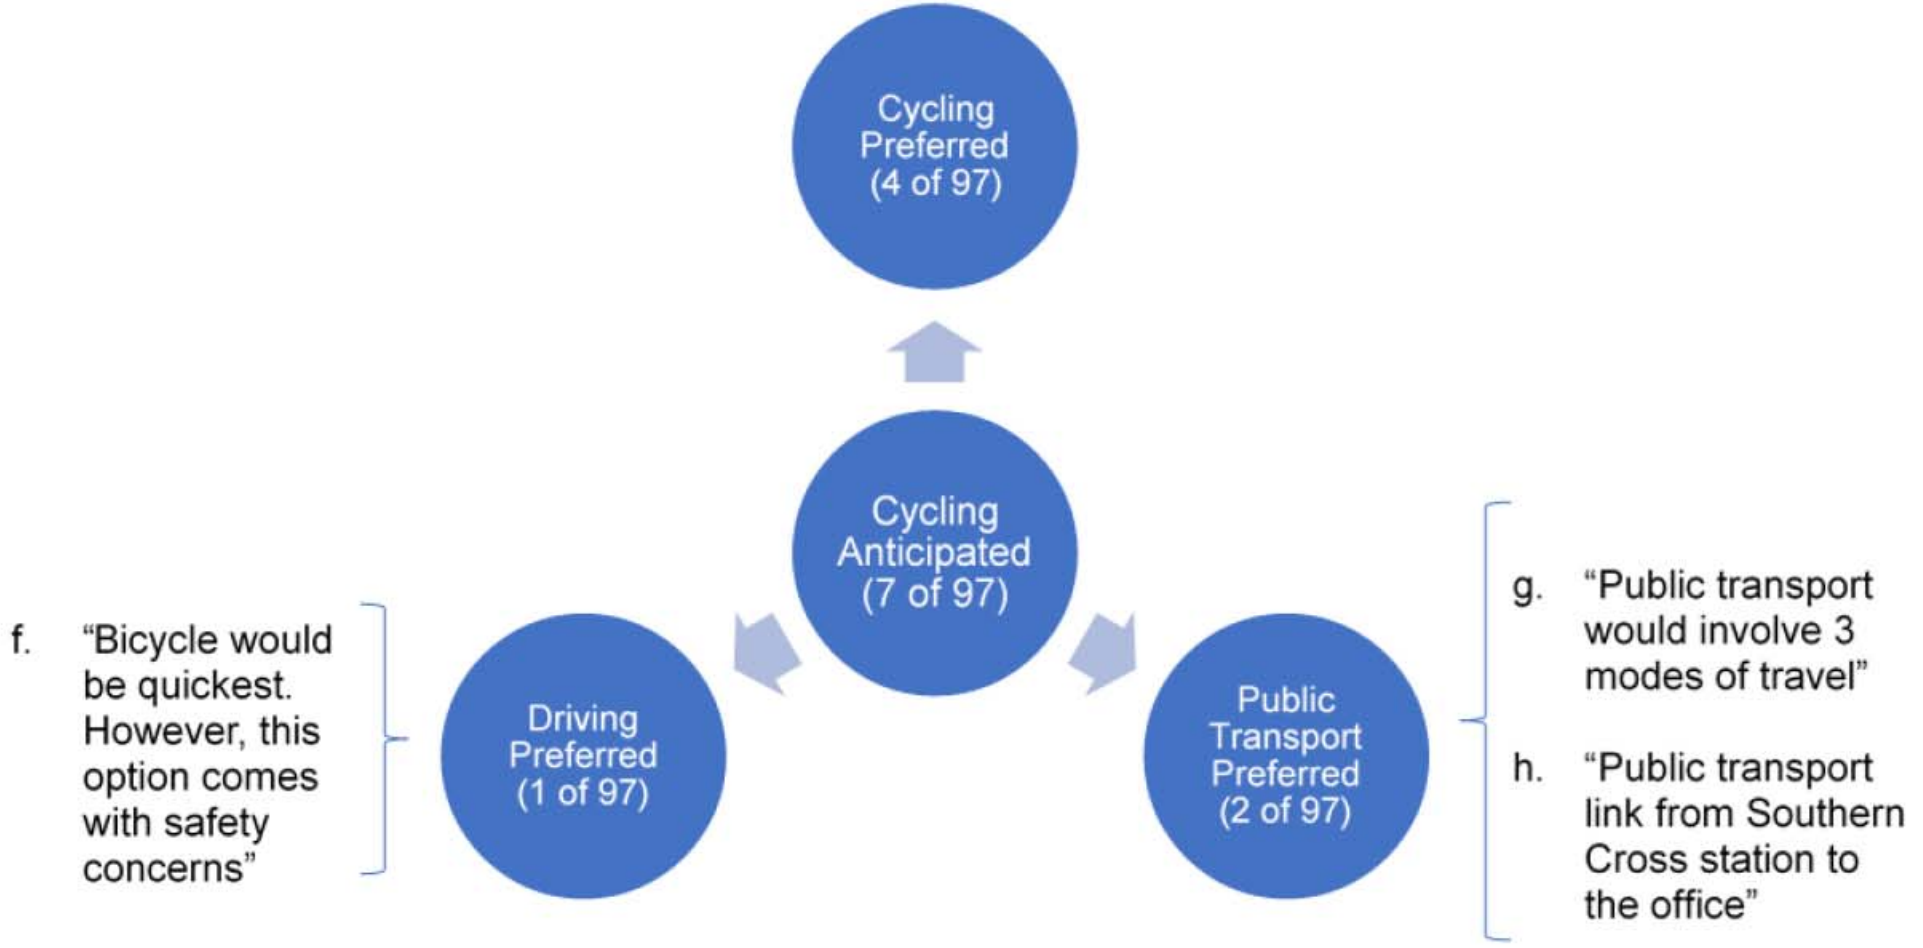 Cycling
Preferred
(4 of 97)
Cycling
Anticipated
(7 of 97)
f. “Bicycle would
be quickest.
However, this
option comes
with safety
concerns”
Driving
Preferred
(1 of 97)
Public
Transport
Preferred
(2 of 97)
g. “Public transport
would involve 3
modes of travel”
h. “Public transport
link from Southern
Cross station to
the office”